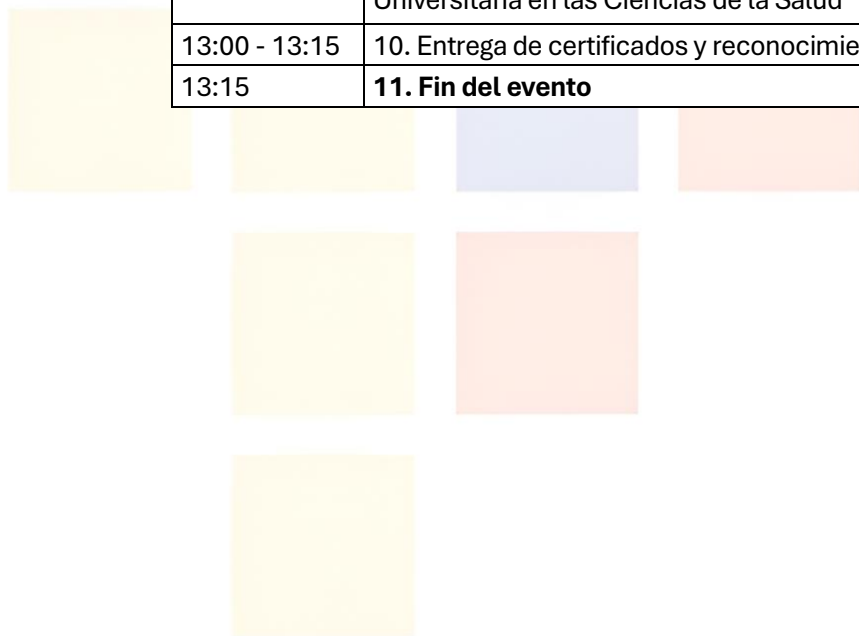 Universitaria en las Ciencias de la Salud
13:00 - 13:15 10. Entrega de certificados y
13:15 11. Fin del evento